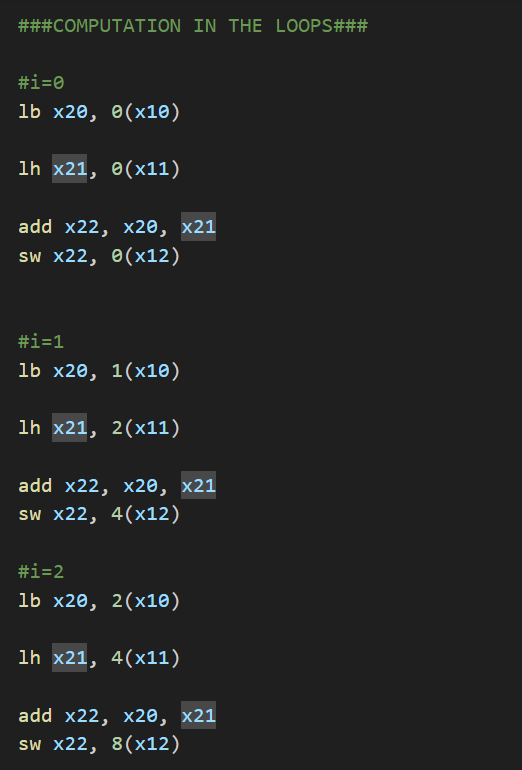 ###COMPUTATION IN THE LOOPS###
#i=0
lb x20, 0(x10)
lh x21, 0(x11)
add x22, x20, x21
sw x22, 0(x12)
#i=1
lb x20, 1(x10)
lh x21, 2(x11)
add x22, x20, x21
sw x22, 4(x12)
#i=2
lb x20, 2(x10)
lh x21, 4(x11)
add x22, x20, x21
sw x22, 8(x12)